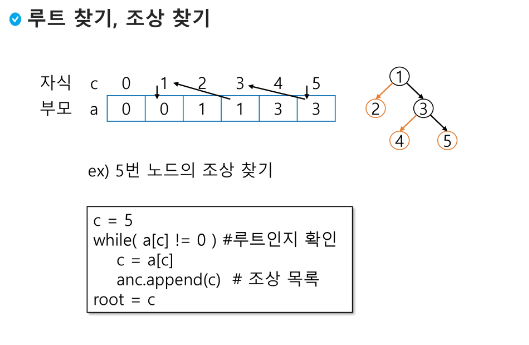 루트 찾기, 조상 찾기
자식 c 0 1 2 3 4 5
부모 a 0 0 1 1 3 3
1
2 3
4 5
ex) 5번 노드의 조상 찾기
c = 5
while( a[c] != 0 ) #루트인지 확인
c = a[c]
anc.append(c) # 조상 목록
root = c